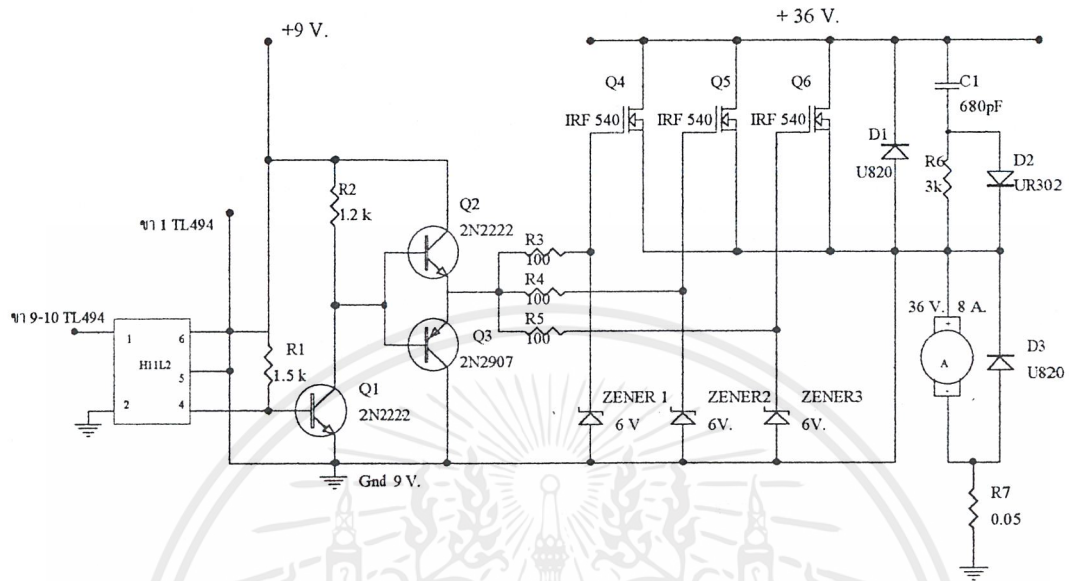 +9 V.
+ 36 V.
Q4
Q5
Q6
C1
680pF
IRF 540
IRF 540
IRF 540
D1
U820
R6
3k
D2
UR302
R2
1.2 k
Q2
2N2222
ขา 1 TL494
R3
100
R4
100
R5
100
ขา 9-10 TL494
1
6
H11L2
5
2
4
R1
1.5 k
Q3
2N2907
Q1
2N2222
36 V.
8 A.
+
A
-
D3
U820
ZENER 1
6 V
ZENER2
6V.
ZENER3
6V.
Gnd 9 V.
R7
0.05